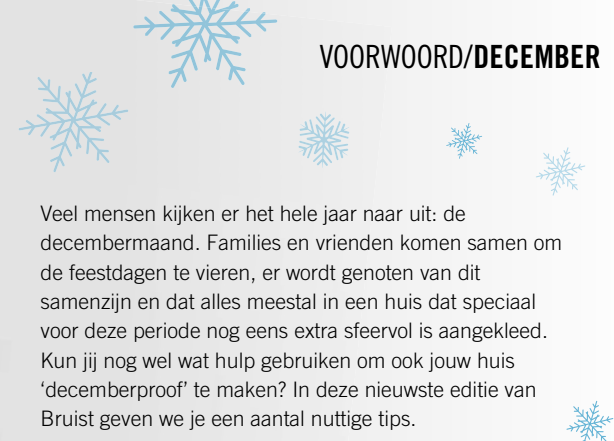 VOORWOORD/DECEMBER
Veel mensen kijken er het hele jaar naar uit: de
decembermaand. Families en vrienden komen samen om
de feestdagen te vieren, er wordt genoten van dit
samenzijn en dat alles meestal in een huis dat speciaal
voor deze periode nog eens extra sfeervol is aangekleed.
Kun jij nog wel wat hulp gebruiken om ook jouw huis
‘decemberproof’ te maken? In deze nieuwste editie van
Bruist geven we je een aantal nuttige tips.